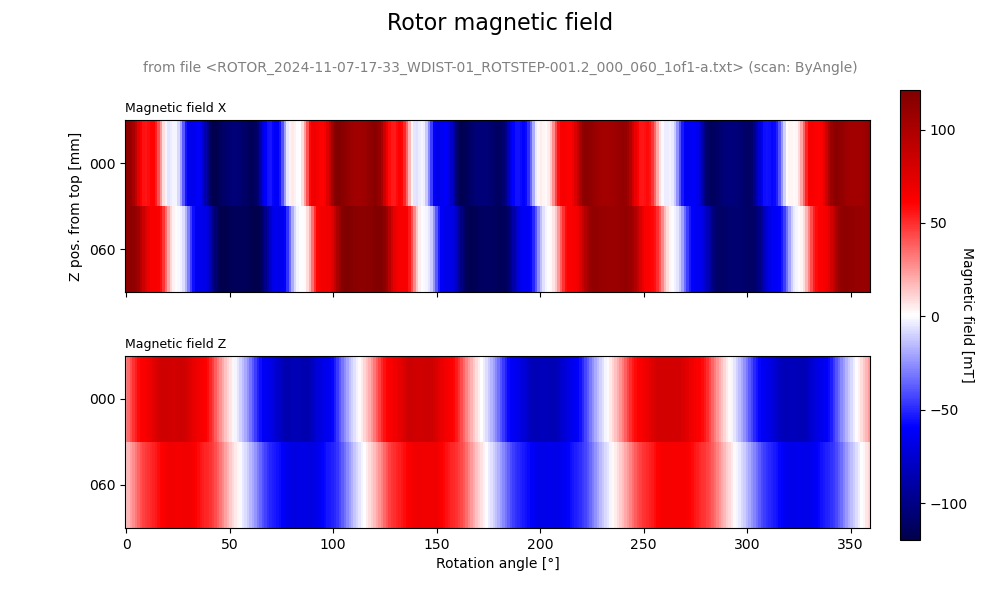 Rotor magnetic field
from file <ROTOR_2024-11-07-17-33_WDIST-01_ROTSTEP-001.2_000_060_1of1-a.txt> (scan: ByAngle)
Magnetic field X
Z pos. from top [mm]
000
060
Magnetic field Z
000
060
0 50 100 150 200 250 300 350
Rotation angle [°]
100
50
0
−50
−100
Magnetic field [mT]